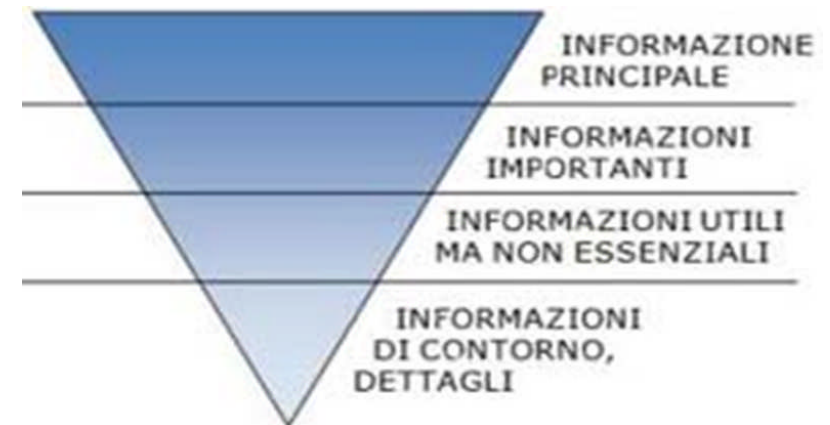 INFORMAZIONE
PRINCIPALE
INFORMAZIONI
IMPORTANTI
INFORMAZIONI UTILI
MA NON ESSENZIALI
INFORMAZIONI
DI CONTORNO,
DETTAGLI